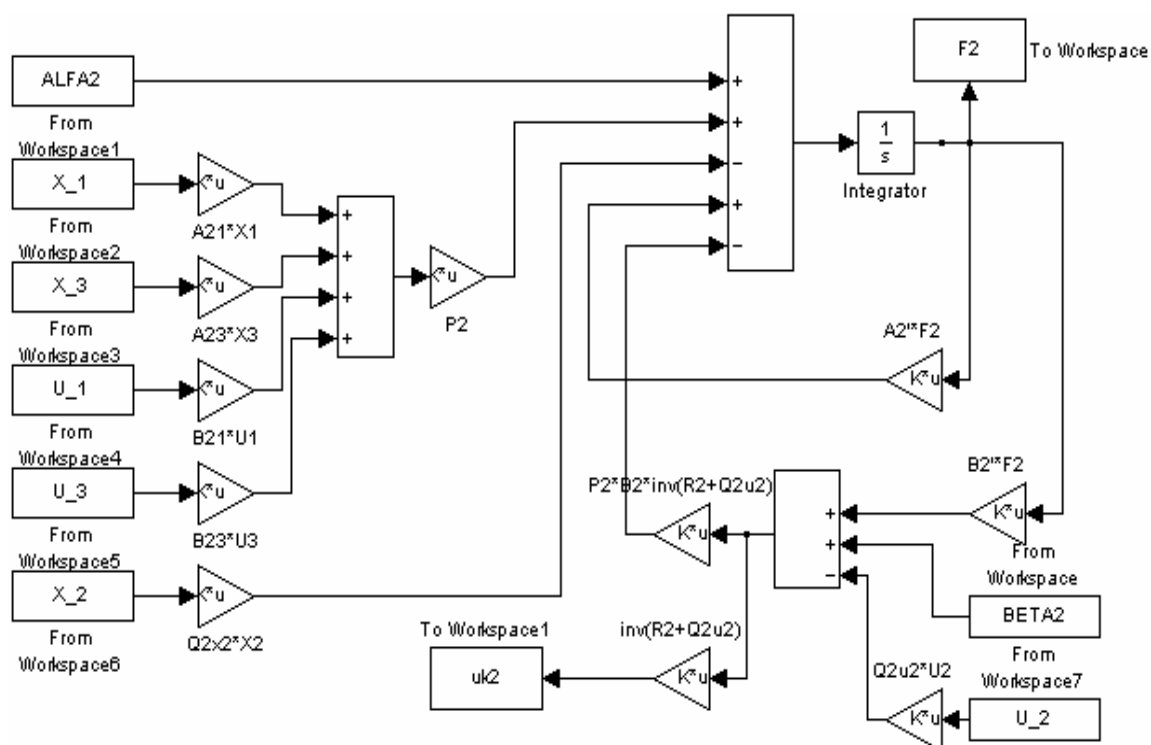 ALFA2
From
Workspace1
X_1
From
Workspace2
X_3
From
Workspace3
U_1
From
Workspace4
U_3
From
Workspace5
X_2
From
Workspace6
<*u
A21*X1
<*u
A23*X3
<*u
B21*U1
<*u
B23*U3
<*u
Q2x2*X2
+
+
+
+
<*u
P2
+
+
−
+
−
1
s
Integrator
F2
To Workspace
A2'*F2
K*u
B2'*F2
K*u
P2*B2*inv(R2+Q2u2)
K*u
+
+
−
From
Workspace
BETA2
From
Workspace7
U_2
Q2u2*U2
K*u
inv(R2+Q2u2)
K*u
To Workspace1
uk2